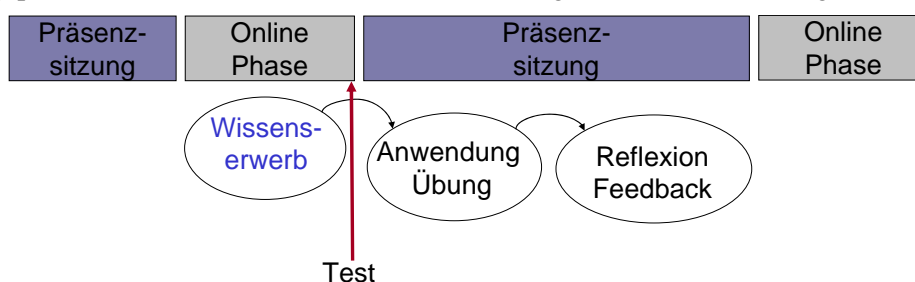 Präsenz-
sitzung
Online
Phase
Präsenz-
sitzung
Online
Phase
Wissens-
erwerb
Anwendung
Übung
Reflexion
Feedback
Test